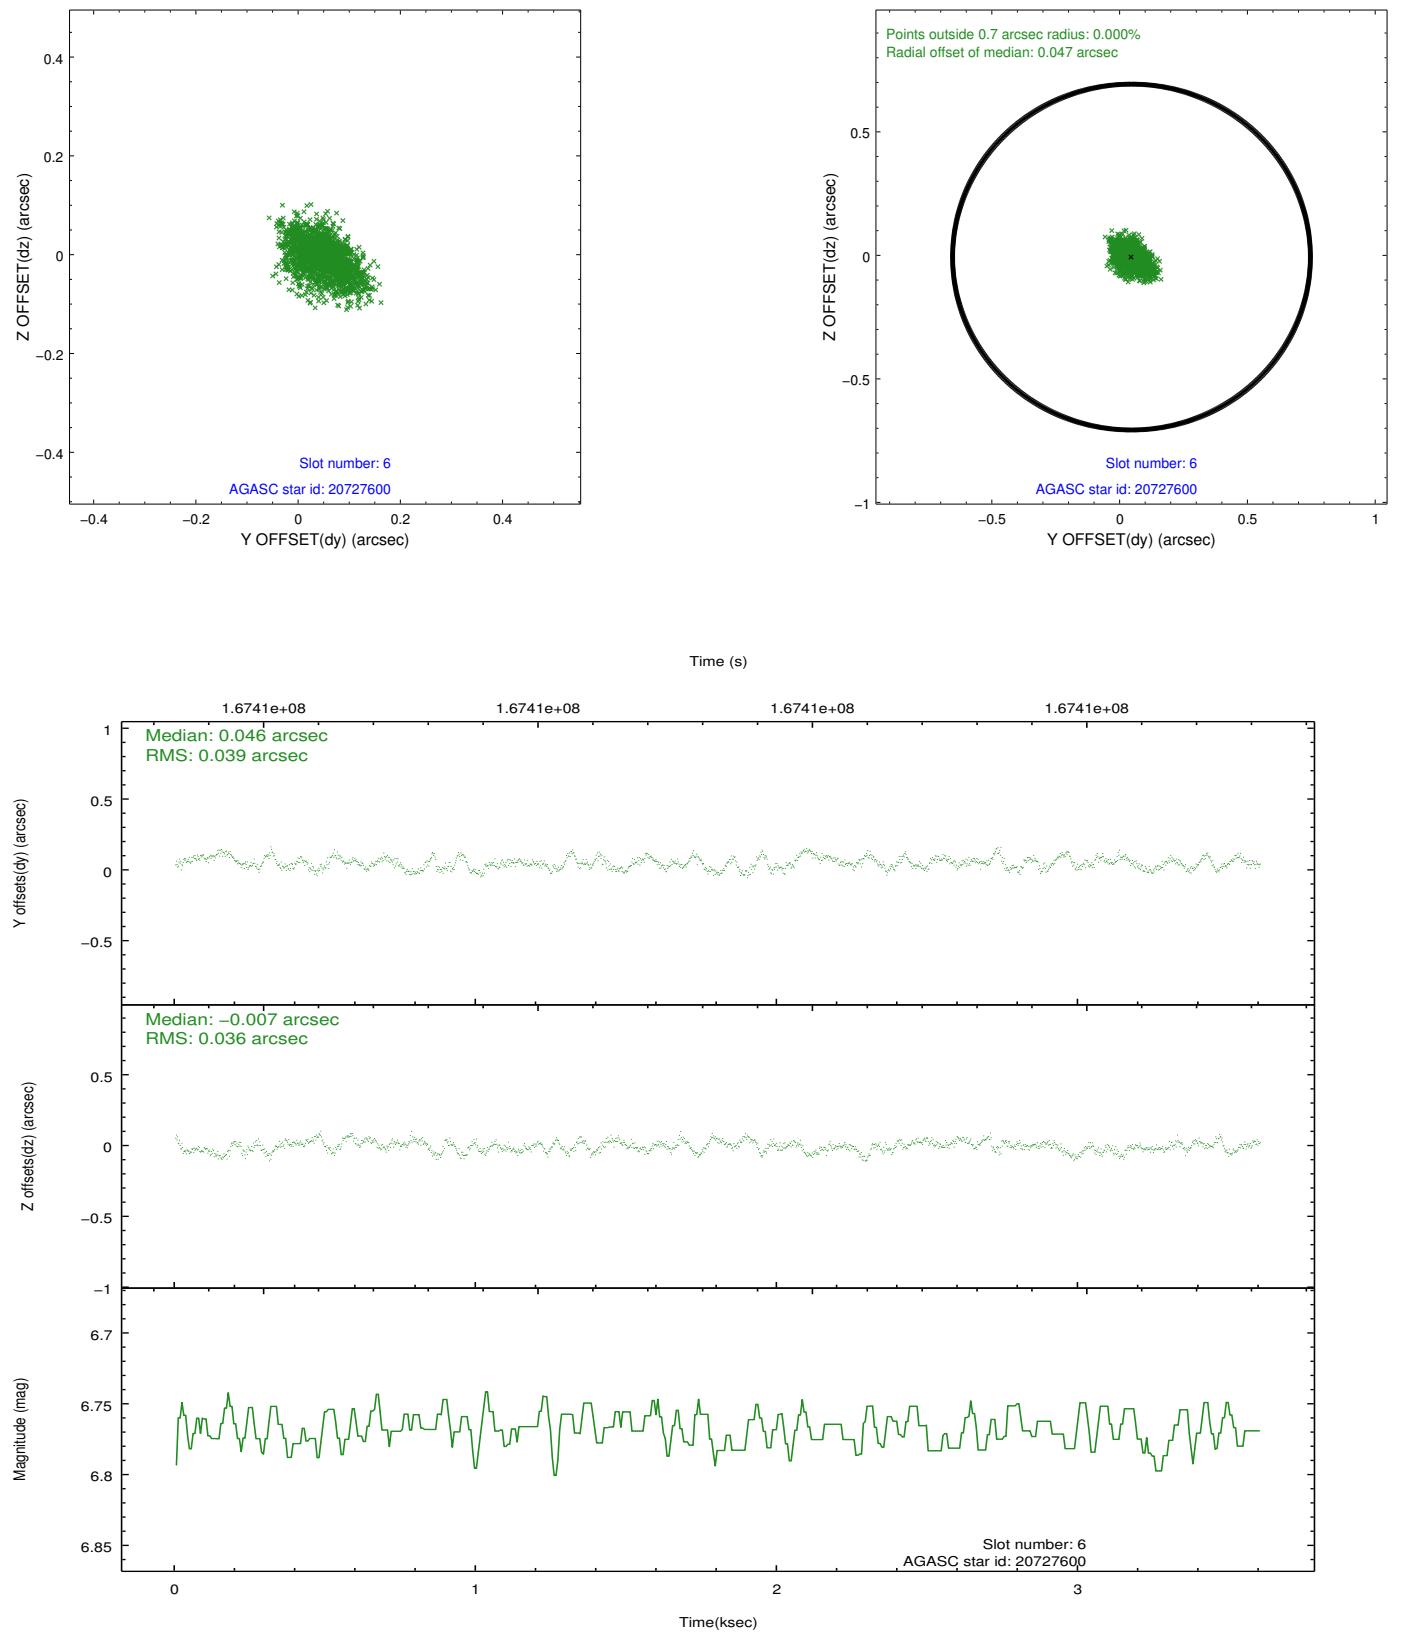 0.4
0.2
0
−0.2
−0.4
Z OFFSET(dz) (arcsec)
Slot number: 6
AGASC star id: 20727600
−0.4 −0.2 0 0.2 0.4
Y OFFSET(dy) (arcsec)
Points outside 0.7 arcsec radius: 0.000%
Radial offset of median: 0.047 arcsec
0.5
0
−0.5
−1
Z OFFSET(dz) (arcsec)
Slot number: 6
AGASC star id: 20727600
−0.5 0 0.5 1
Y OFFSET(dy) (arcsec)
Time (s)
1.6741e+08 1.6741e+08 1.6741e+08 1.6741e+08
Median: 0.046 arcsec
RMS: 0.039 arcsec
1
0.5
0
−0.5
Y offsets(dy) (arcsec)
Median: −0.007 arcsec
RMS: 0.036 arcsec
0.5
0
−0.5
−1
Z offsets(dz) (arcsec)
6.7
6.75
6.8
6.85
Magnitude (mag)
Slot number: 6
AGASC star id: 20727600
0 1 2 3
Time(ksec)